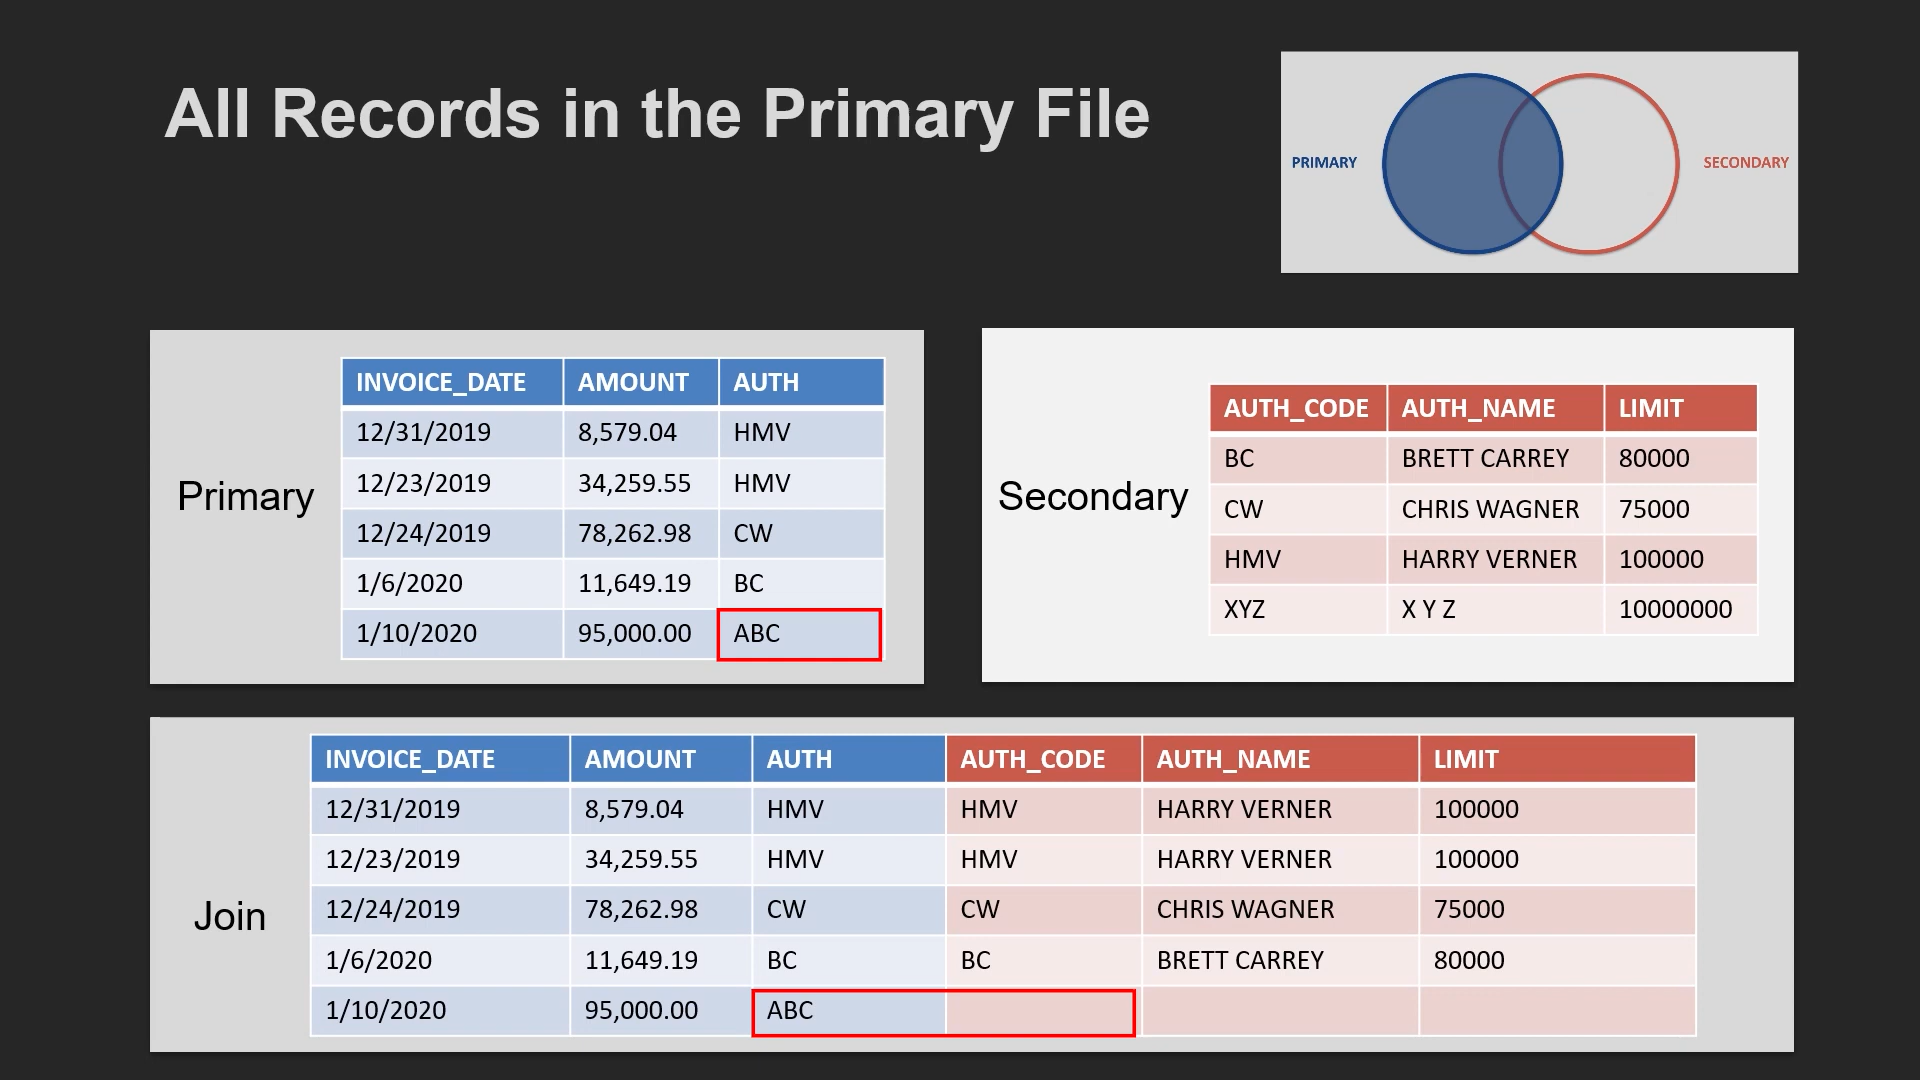 All Records in the Primary File
PRIMARY
SECONDARY
Primary
INVOICE_DATE AMOUNT AUTH
12/31/2019 8,579.04 HMV
12/23/2019 34,259.55 HMV
12/24/2019 78,262.98 CW
1/6/2020 11,649.19 BC
1/10/2020 95,000.00 ABC
Secondary
AUTH_CODE AUTH_NAME LIMIT
BC BRETT CARREY 80000
CW CHRIS WAGNER 75000
HMV HARRY VERNER 100000
XYZ X Y Z 10000000
Join
INVOICE_DATE AMOUNT AUTH AUTH_CODE AUTH_NAME LIMIT
12/31/2019 8,579.04 HMV HMV HARRY VERNER 100000
12/23/2019 34,259.55 HMV HMV HARRY VERNER 100000
12/24/2019 78,262.98 CW CW CHRIS WAGNER 75000
1/6/2020 11,649.19 BC BC BRETT CARREY 80000
1/10/2020 95,000.00 ABC